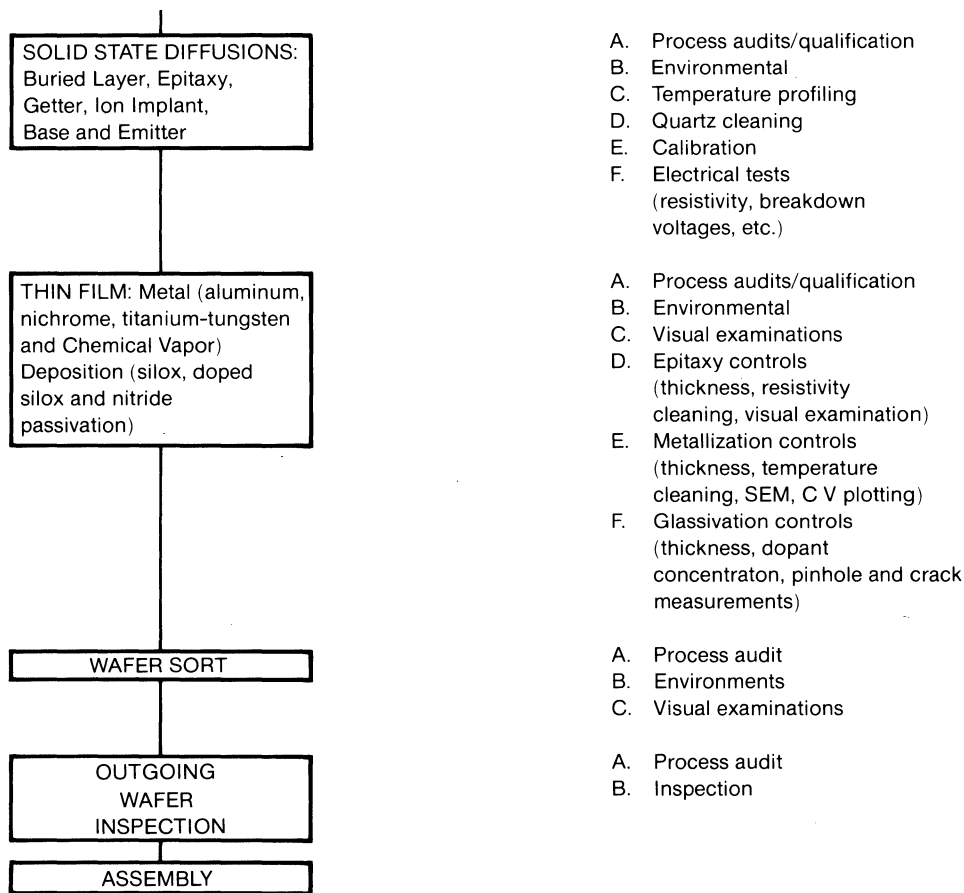 SOLID STATE DIFFUSIONS:
Buried Layer, Epitaxy,
Getter, Ion Implant,
Base and Emitter
A. Process audits/qualification
B. Environmental
C. Temperature profiling
D. Quartz cleaning
E. Calibration
F. Electrical tests
(resistivity, breakdown
voltages, etc.)
THIN FILM: Metal (aluminum,
nichrome, titanium-tungsten
and Chemical Vapor)
Deposition (silox, doped
silox and nitride
passivation)
A. Process audits/qualification
B. Environmental
C. Visual examinations
D. Epitaxy controls
(thickness, resistivity
cleaning, visual examination)
E. Metallization controls
(thickness, temperature
cleaning, SEM, C V plotting)
F. Glassivation controls
(thickness, dopant
concentraton, pinhole and crack
measurements)
WAFER SORT
A. Process audit
B. Environments
C. Visual examinations
OUTGOING
WAFER
INSPECTION
A. Process audit
B. Inspection
ASSEMBLY